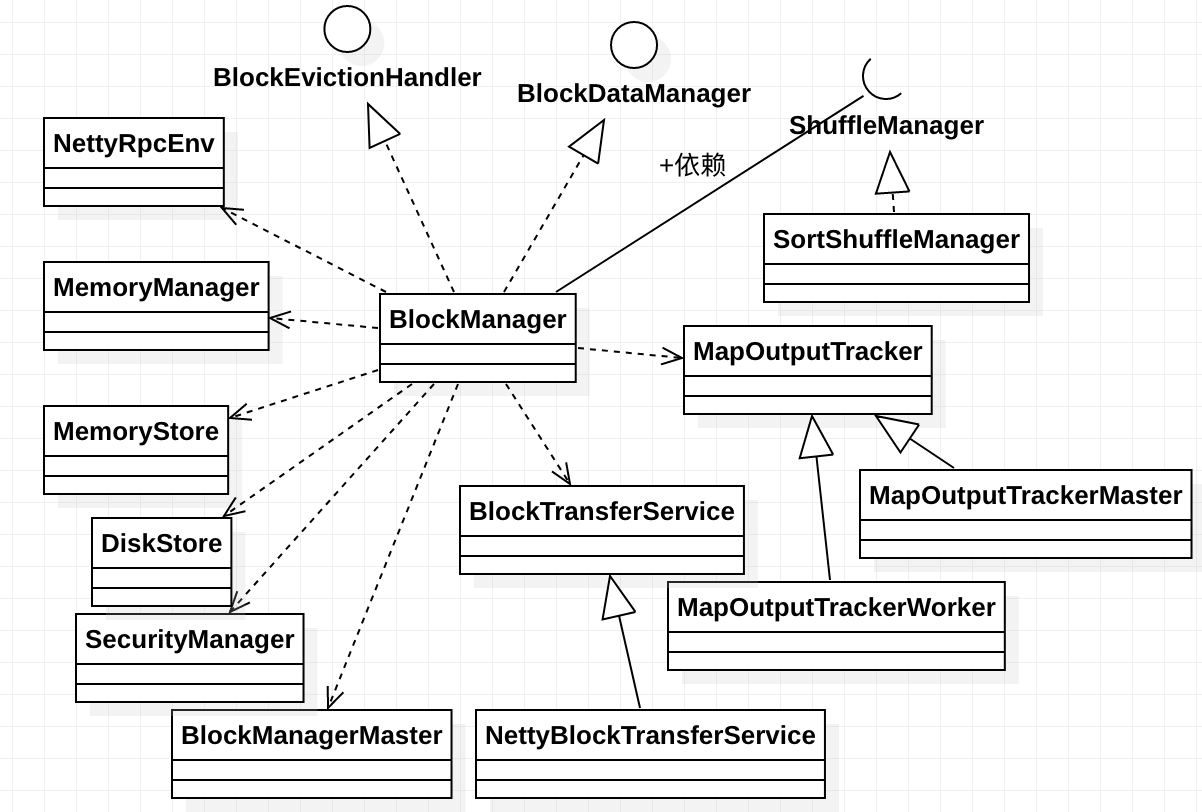 BlockEvictionHandler
BlockDataManager
ShuffleManager
NettyRpcEnv
+依赖
SortShuffleManager
MemoryManager
BlockManager
MapOutputTracker
MemoryStore
MapOutputTrackerMaster
BlockTransferService
DiskStore
MapOutputTrackerWorker
SecurityManager
BlockManagerMaster
NettyBlockTransferService